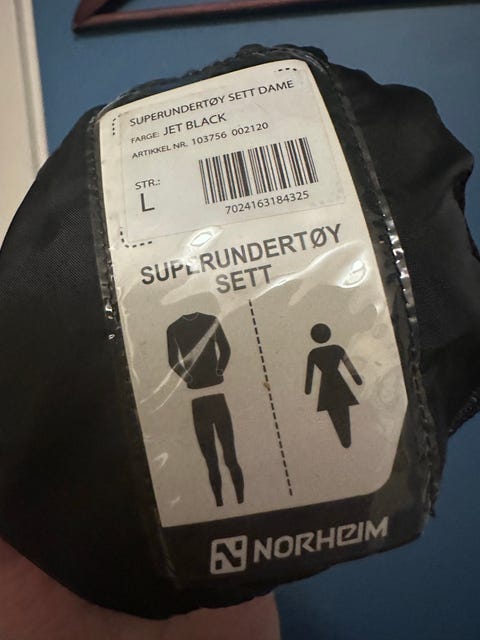 SUPERUNDERTØY SETT DAME
FARGE: JET BLACK
ARTIKKEL NR. 103756 002120
STR.:
L
7024163184325
SUPERUNDERTØY
SETT
NORHEIM